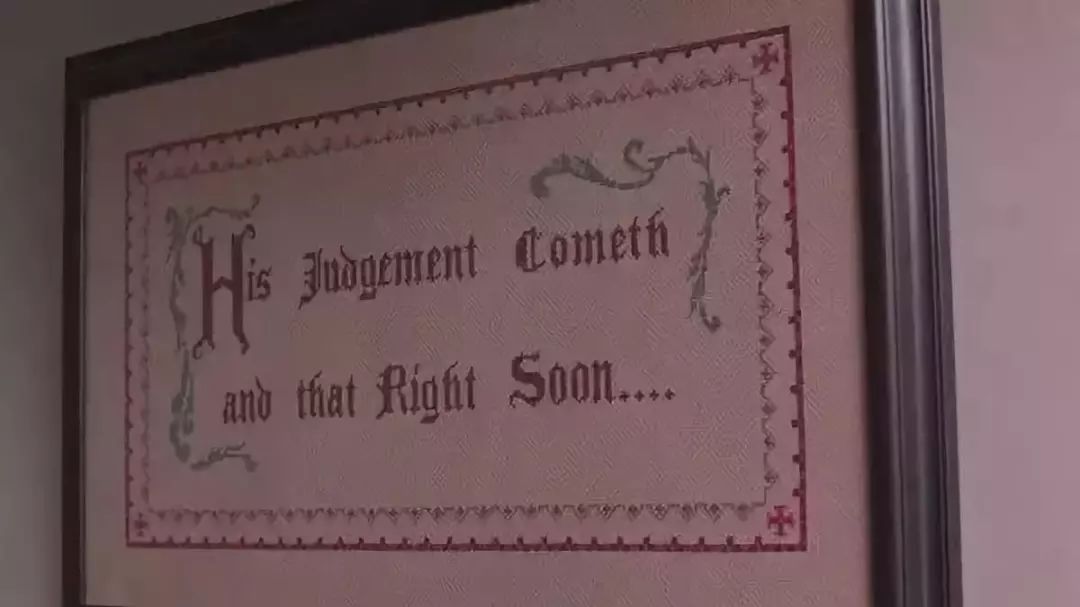 His Judgement Cometh
and that Right Soon....